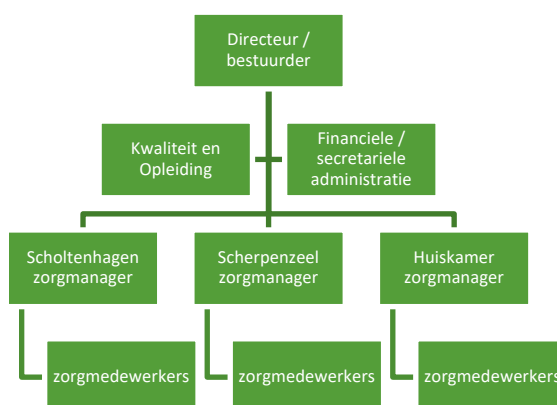 Directeur /
bestuurder
Kwaliteit en
Opleiding
Financiele /
secretariele
administratie
Scholtenhagen
zorgmanager
Scherpenzeel
zorgmanager
Huiskamer
zorgmanager
zorgmedewerkers
zorgmedewerkers
zorgmedewerkers